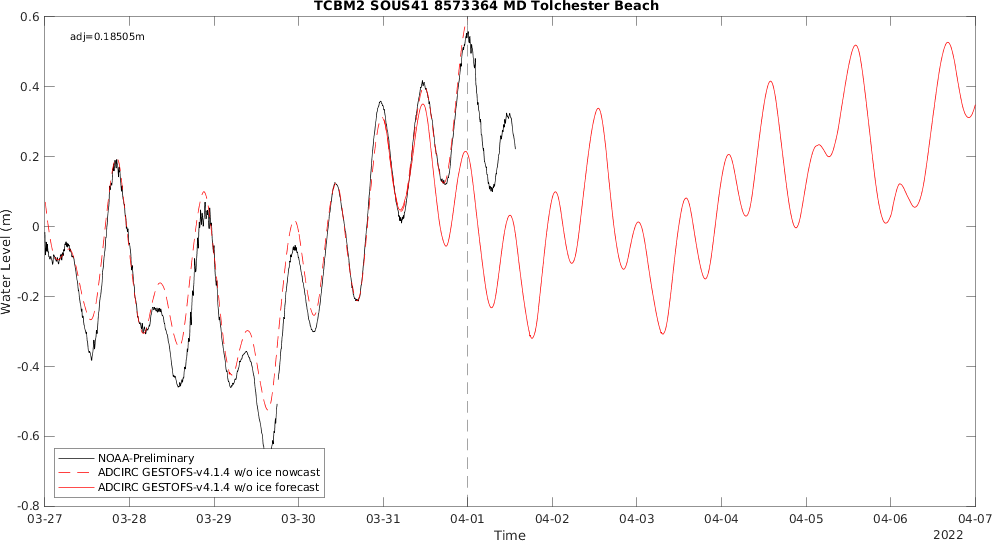 TCBM2 SOUS41 8573364 MD Tolchester Beach
adj=0.18505m
0.6
0.4
0.2
0
-0.2
-0.4
-0.6
-0.8
Water Level (m)
NOAA-Preliminary
ADCIRC GESTOFS-v4.1.4 w/o ice nowcast
ADCIRC GESTOFS-v4.1.4 w/o ice forecast
03-27 03-28 03-29 03-30 03-31 04-01 04-02 04-03 04-04 04-05 04-06 04-07
Time
2022